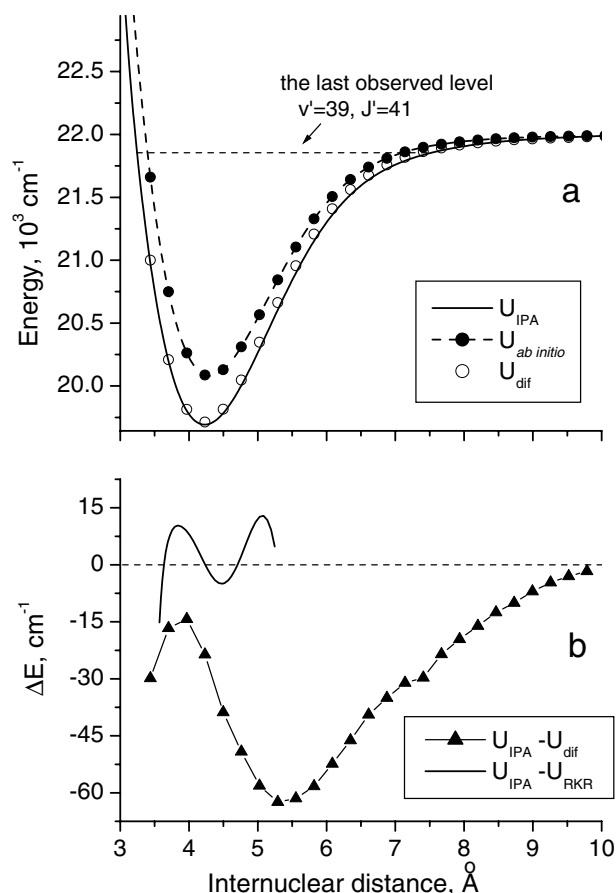 22.5
22.0
21.5
21.0
20.5
20.0
Energy, 10³ cm⁻¹
the last observed level
v'=39, J'=41
a
U_IPA
U_ab initio
U_dif
15
0
-15
-30
-45
-60
ΔE, cm⁻¹
b
U_IPA -U_dif
U_IPA -U_RKR
3 4 5 6 7 8 9 10
Internuclear distance, Å